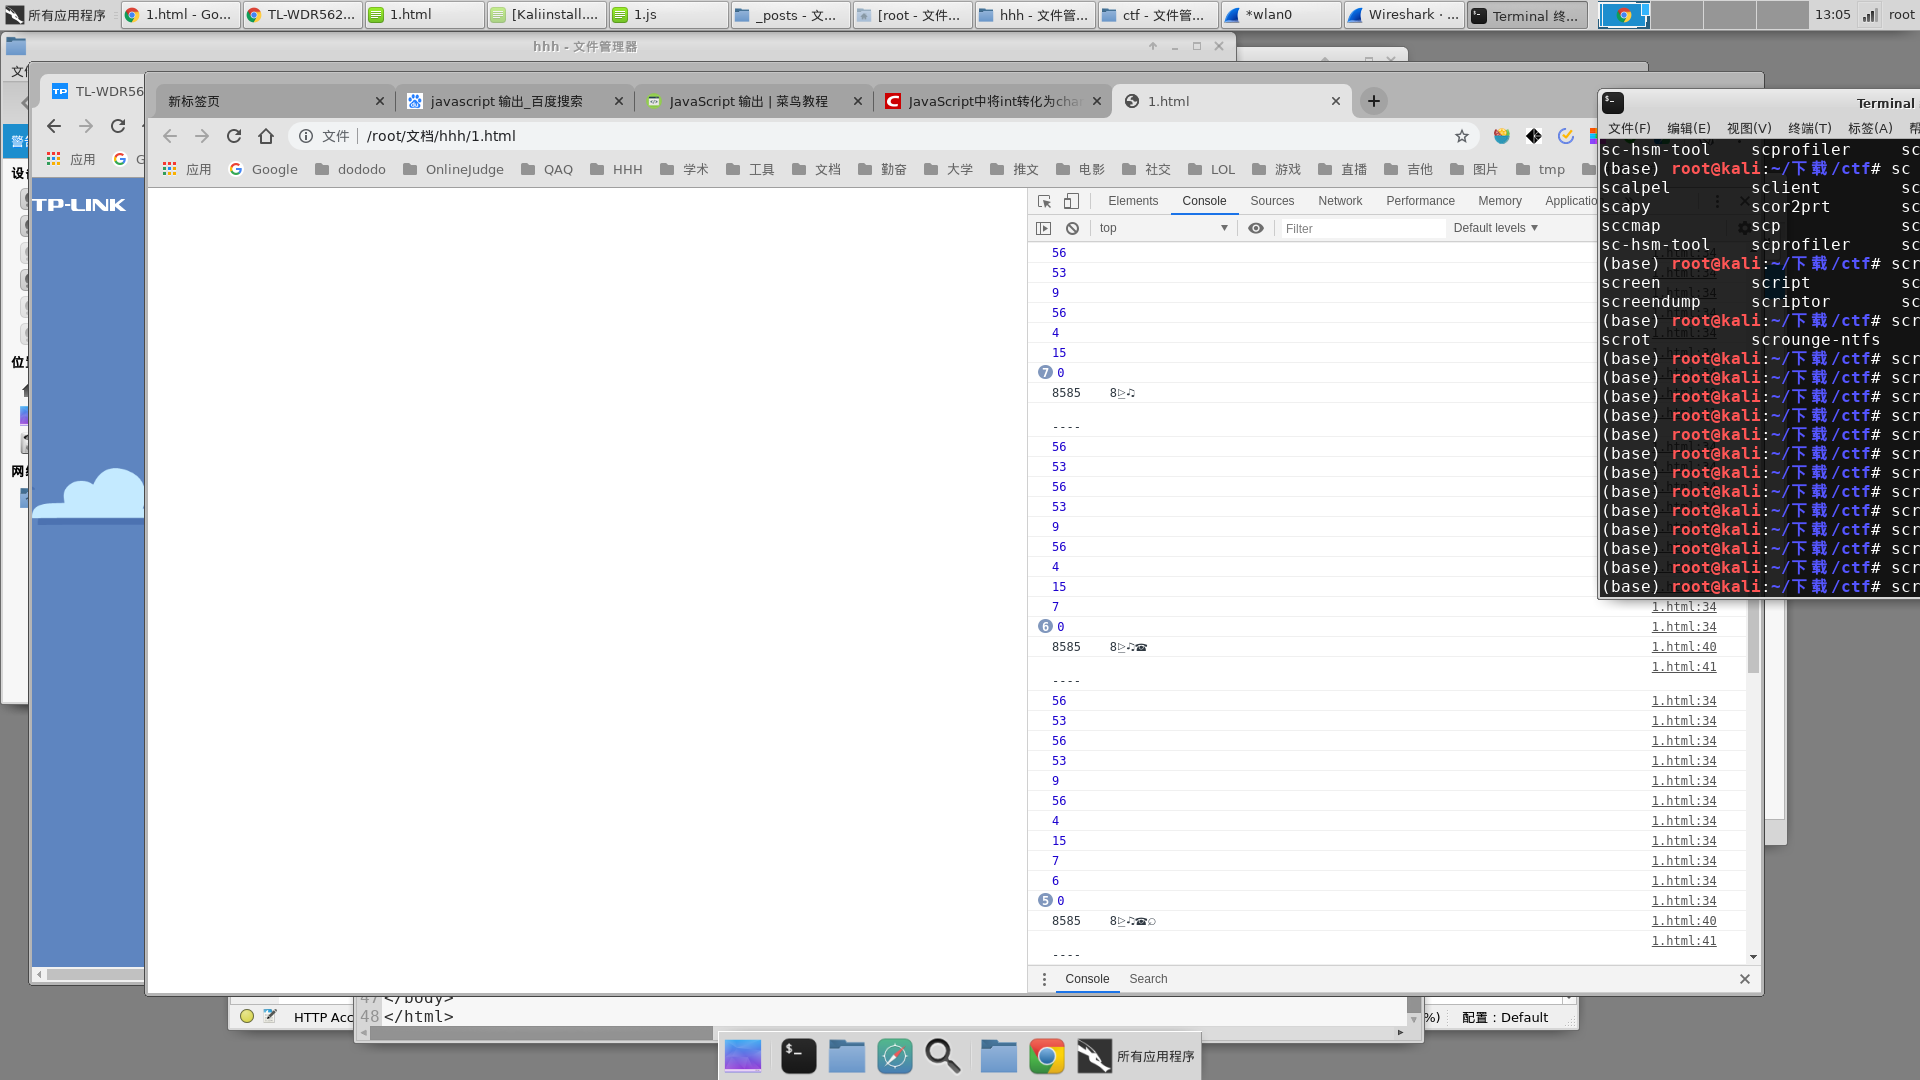 所有应用程序
1.html - Go...
TL-WDR562...
1.html
[Kaliinstall....
1.js
_posts - 文...
[root - 文件...
hhh - 文件管...
ctf - 文件管...
*wlan0
Wireshark · ...
Terminal 终...
13:05
root
hhh - 文件管理器
TL-WDR56
新标签页
javascript 输出_百度搜索
JavaScript 输出 | 菜鸟教程
JavaScript中将int转化为cha
1.html
文件
/root/文档/hhh/1.html
应用
G
应用
Google
dododo
OnlineJudge
QAQ
HHH
学术
工具
文档
勤奋
大学
推文
电影
社交
LOL
游戏
直播
吉他
图片
tmp
TP-LINK
Elements
Console
Sources
Network
Performance
Memory
Applicatio
top
Filter
Default levels
56
53
9
56
4
15
7 0
8585    8▷♫
----
56
53
56
53
9
56
4
15
7 1.html:34
6 0 1.html:34
8585    8▷♫☎ 1.html:40
1.html:41
----
56 1.html:34
53 1.html:34
56 1.html:34
53 1.html:34
9 1.html:34
56 1.html:34
4 1.html:34
15 1.html:34
7 1.html:34
6 1.html:34
5 0 1.html:34
8585    8▷♫☎⌕ 1.html:40
1.html:41
----
Console
Search
Terminal
文件(F) 编辑(E) 视图(V) 终端(T) 标签(A) 帮
sc-hsm-tool scprofiler sc
(base) root@kali:~/下载/ctf# sc
scalpel sclient sc
scapy scor2prt sc
sccmap scp sc
sc-hsm-tool scprofiler sc
(base) root@kali:~/下载/ctf# scr
screen script sc
screendump scriptor sc
(base) root@kali:~/下载/ctf# scr
scrot scrounge-ntfs
(base) root@kali:~/下载/ctf# scr
(base) root@kali:~/下载/ctf# scr
(base) root@kali:~/下载/ctf# scr
(base) root@kali:~/下载/ctf# scr
(base) root@kali:~/下载/ctf# scr
(base) root@kali:~/下载/ctf# scr
(base) root@kali:~/下载/ctf# scr
(base) root@kali:~/下载/ctf# scr
(base) root@kali:~/下载/ctf# scr
(base) root@kali:~/下载/ctf# scr
(base) root@kali:~/下载/ctf# scr
(base) root@kali:~/下载/ctf# scr
(base) root@kali:~/下载/ctf# scr
47 </body>
48 </html>
HTTP Acc
%)
配置：Default
所有应用程序